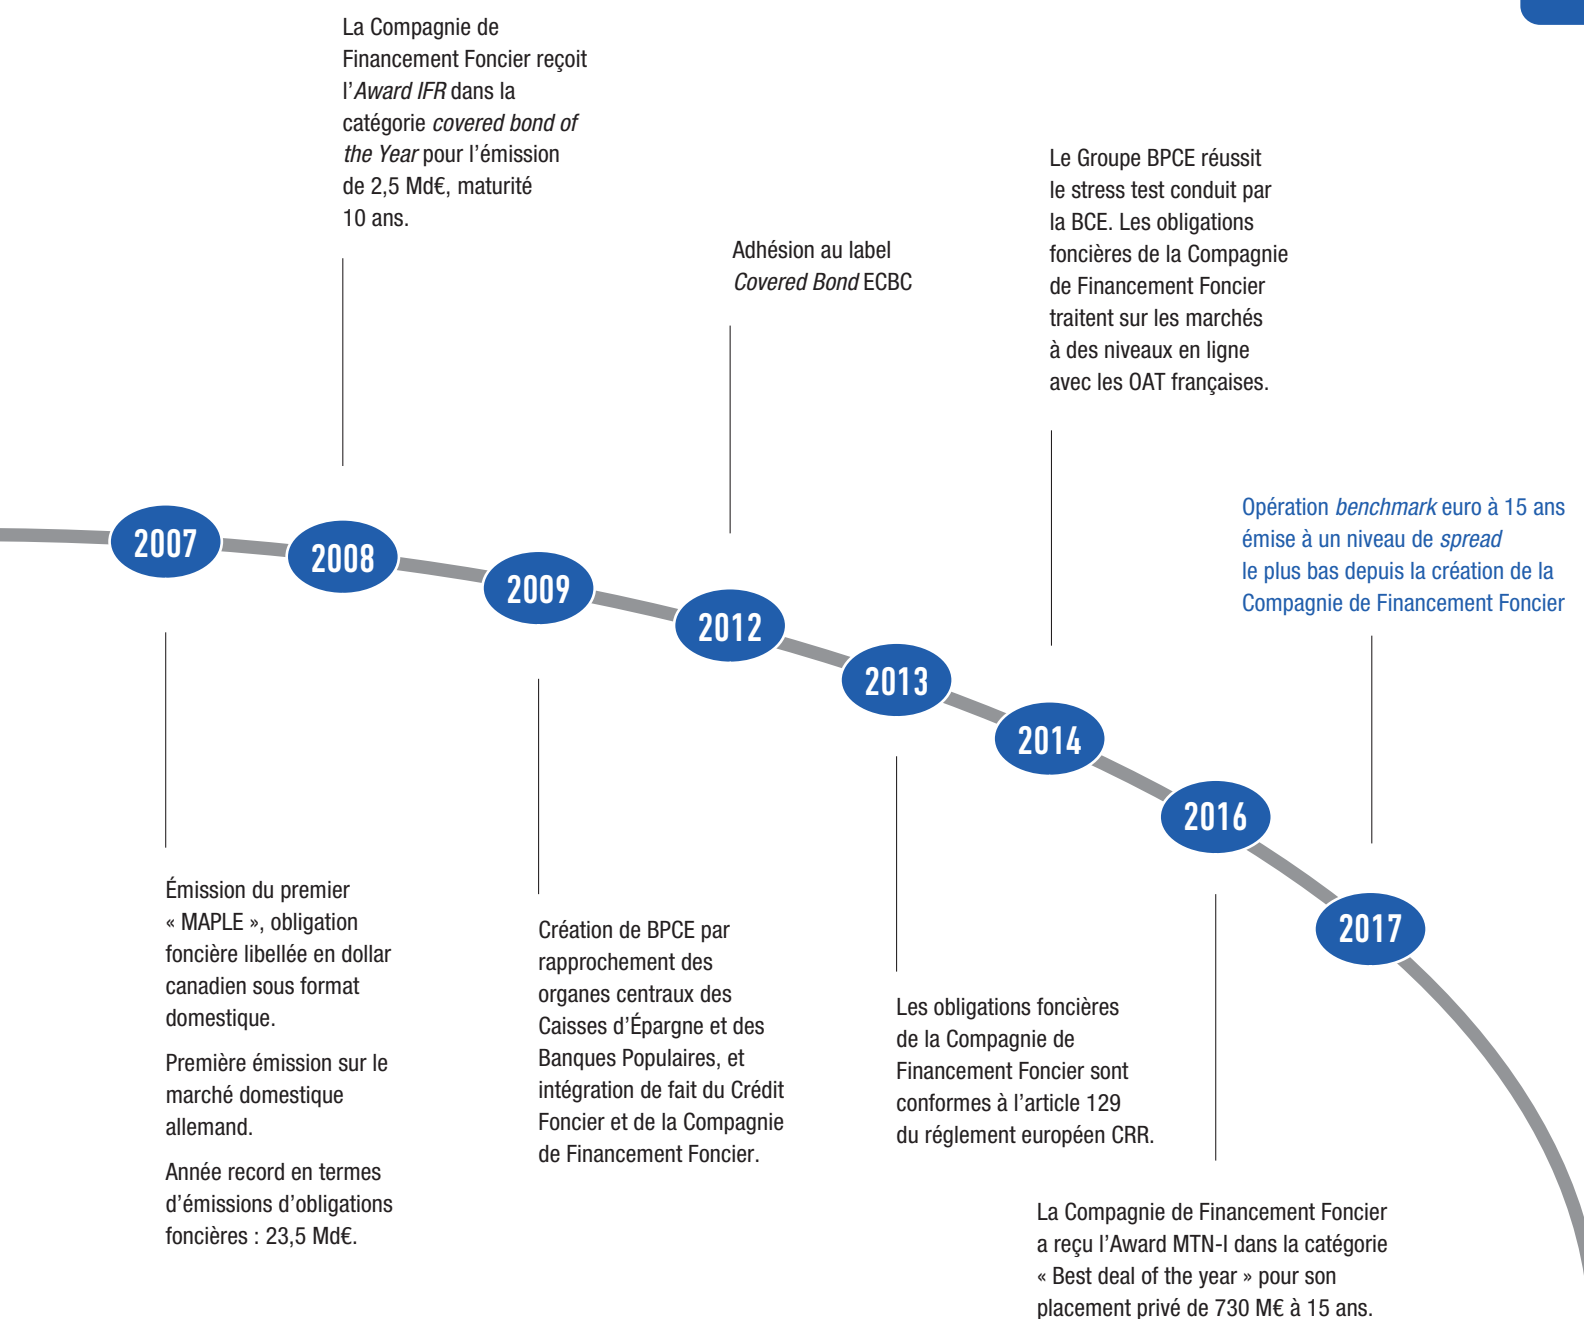 La Compagnie de
Financement Foncier reçoit
l’Award IFR dans la
catégorie covered bond of
the Year pour l’émission
de 2,5 Md€, maturité
10 ans.
Adhésion au label
Covered Bond ECBC
Le Groupe BPCE réussit
le stress test conduit par
la BCE. Les obligations
foncières de la Compagnie
de Financement Foncier
traitent sur les marchés
à des niveaux en ligne
avec les OAT françaises.
Opération benchmark euro à 15 ans
émise à un niveau de spread
le plus bas depuis la création de la
Compagnie de Financement Foncier
2007
2008
2009
2012
2013
2014
2016
2017
Émission du premier
« MAPLE », obligation
foncière libellée en dollar
canadien sous format
domestique.
Première émission sur le
marché domestique
allemand.
Année record en termes
d’émissions d’obligations
foncières : 23,5 Md€.
Création de BPCE par
rapprochement des
organes centraux des
Caisses d’Épargne et des
Banques Populaires, et
intégration de fait du Crédit
Foncier et de la Compagnie
de Financement Foncier.
Les obligations foncières
de la Compagnie de
Financement Foncier sont
conformes à l’article 129
du réglement européen CRR.
La Compagnie de Financement Foncier
a reçu l’Award MTN-I dans la catégorie
« Best deal of the year » pour son
placement privé de 730 M€ à 15 ans.